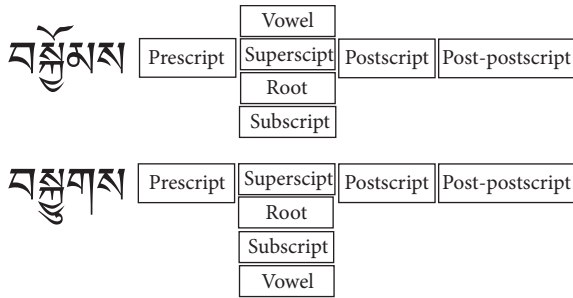 Vowel
བསྐྱོམས Prescript Superscipt Postscript Post-postscript
Root
Subscript
བསྐྱུགས Prescript Superscipt Postscript Post-postscript
Root
Subscript
Vowel